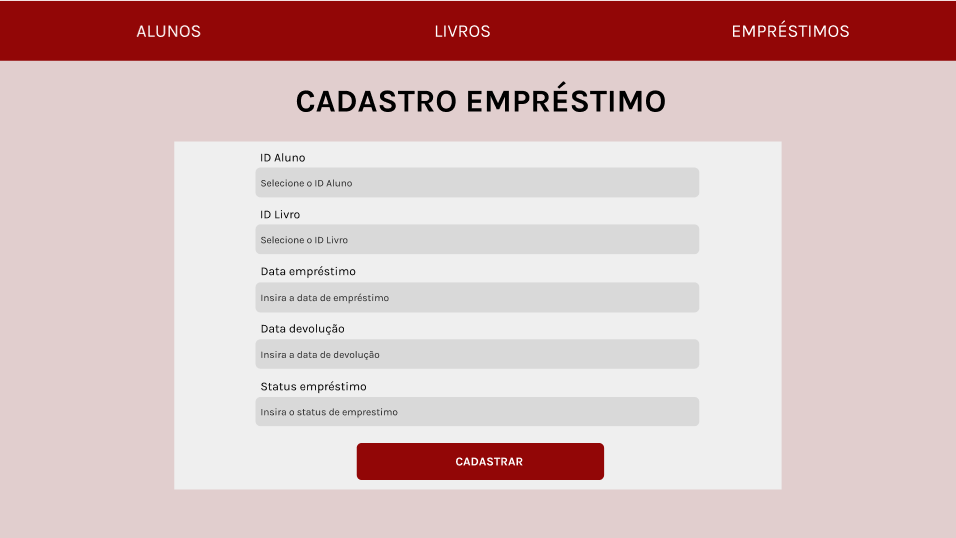 ALUNOS LIVROS EMPRÉSTIMOS
CADASTRO EMPRÉSTIMO
ID Aluno
Selecione o ID Aluno
ID Livro
Selecione o ID Livro
Data empréstimo
Insira a data de empréstimo
Data devolução
Insira a data de devolução
Status empréstimo
Insira o status de emprestimo
CADASTRAR